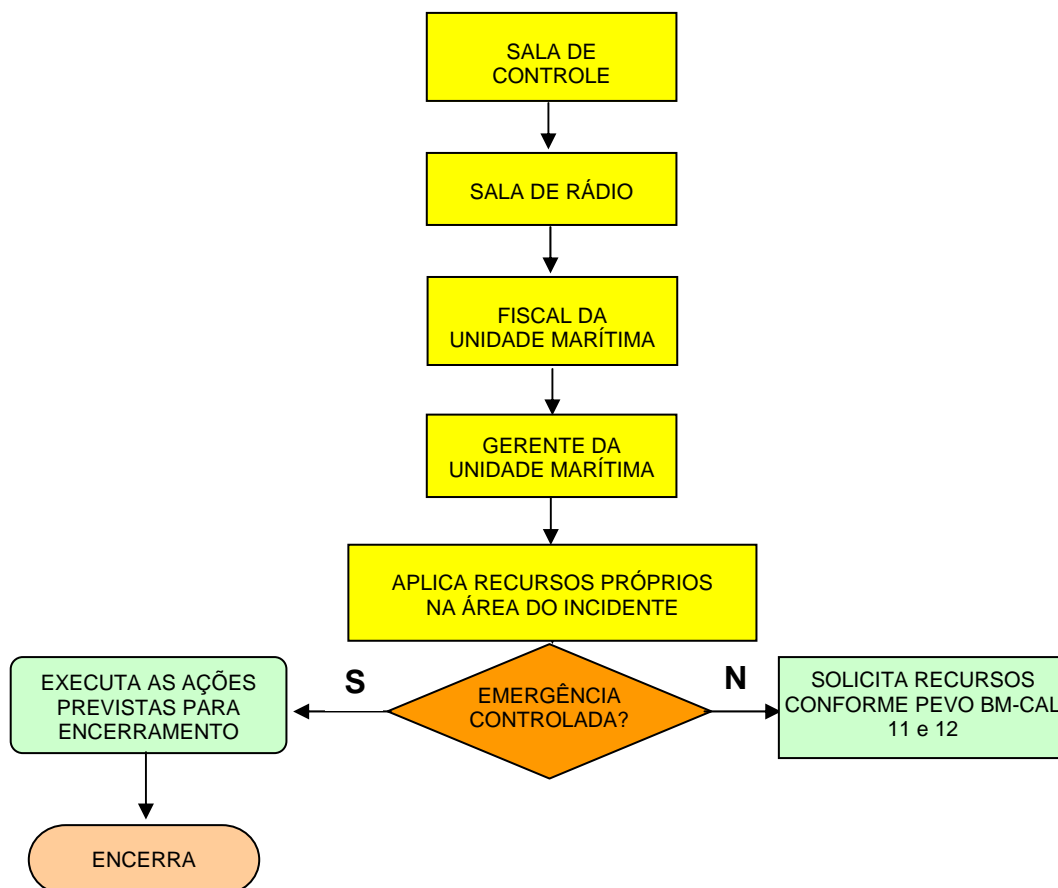 SALA DE
CONTROLE
SALA DE RÁDIO
FISCAL DA
UNIDADE MARÍTIMA
GERENTE DA
UNIDADE MARÍTIMA
APLICA RECURSOS PRÓPRIOS
NA ÁREA DO INCIDENTE
EMERGÊNCIA
CONTROLADA?
S
EXECUTA AS AÇÕES
PREVISTAS PARA
ENCERRAMENTO
ENCERRA
N
SOLICITA RECURSOS
CONFORME PEVO BM-CAL
11 e 12